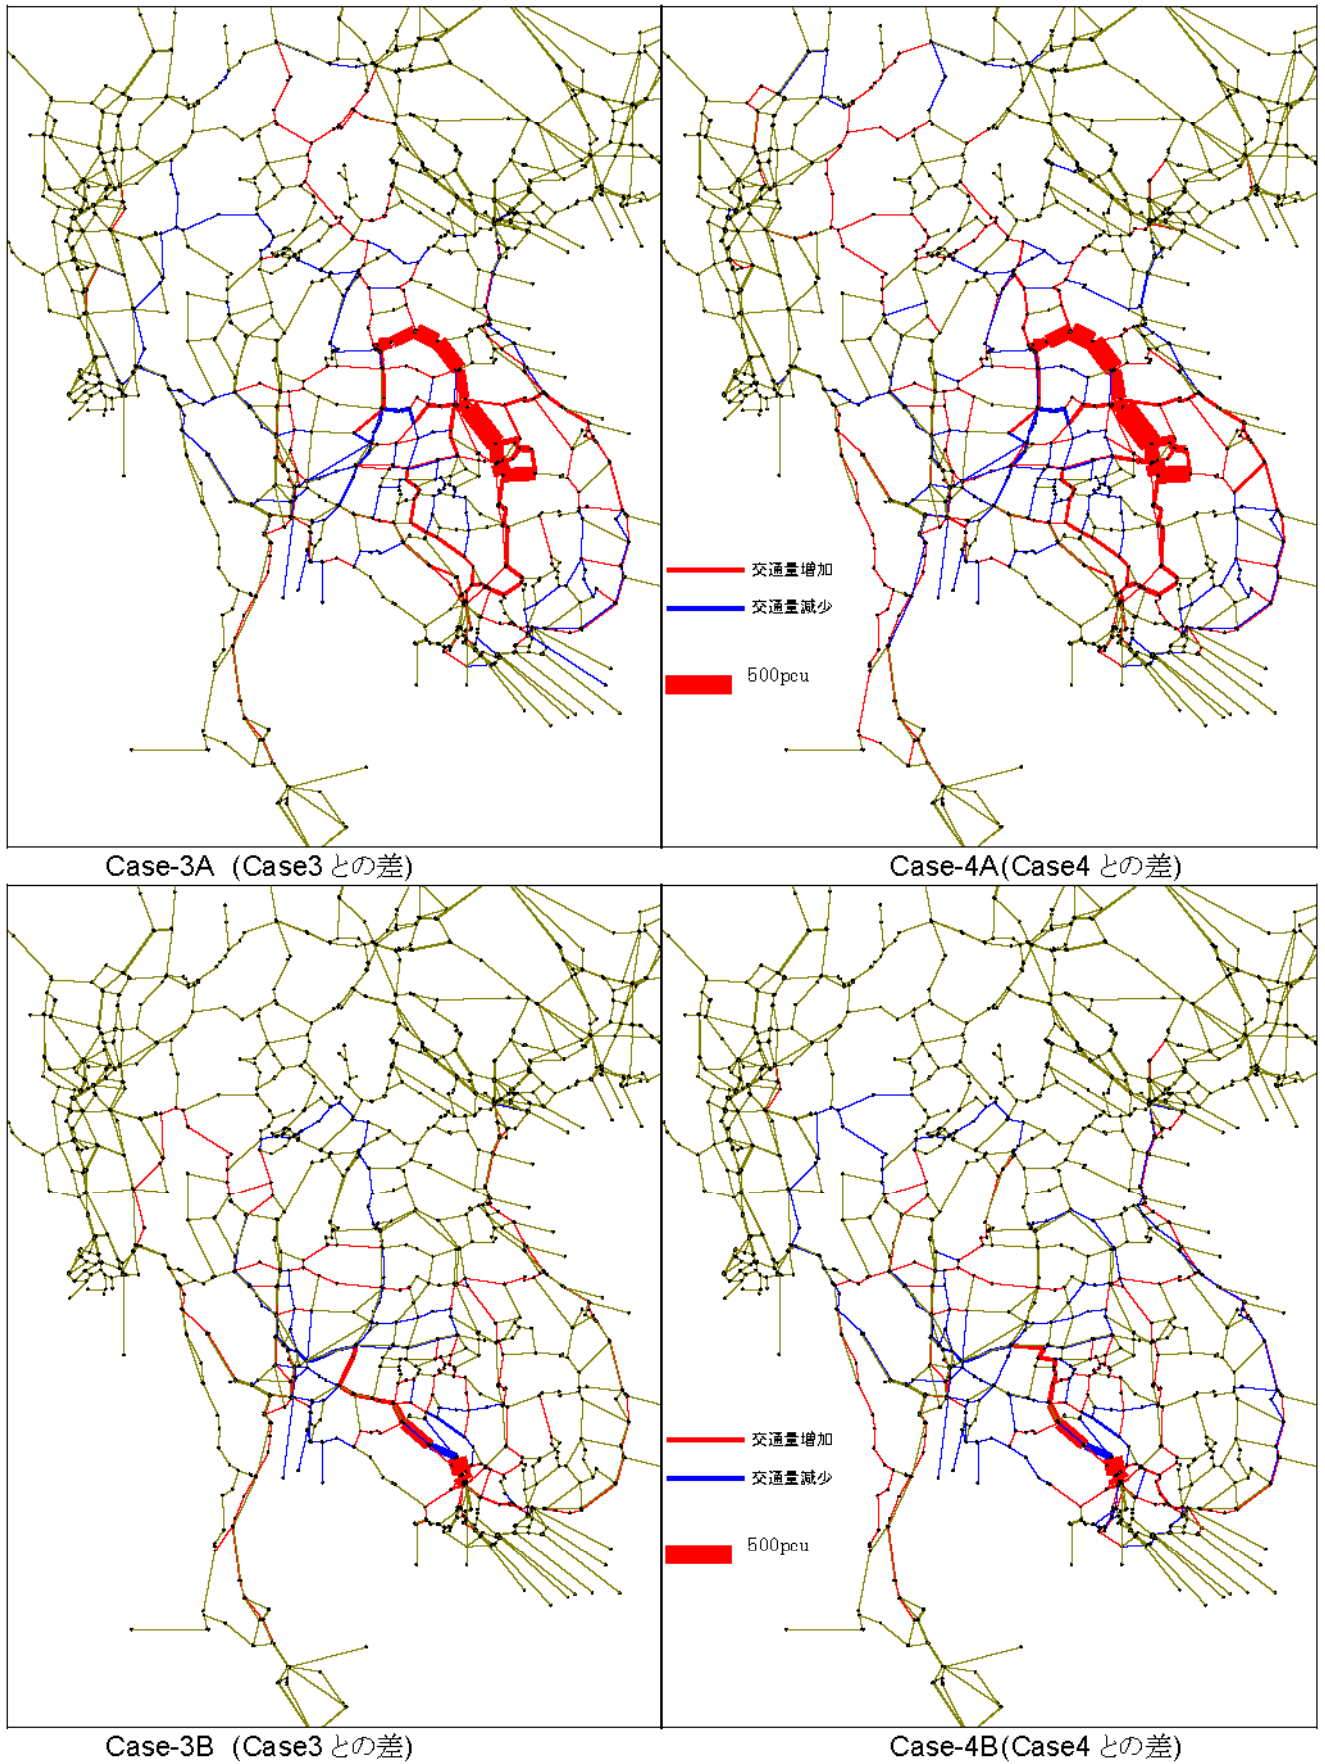 交通量増加
交通量減少
500pcu
Case-3A (Case3 との差)
Case-4A(Case4 との差)
交通量増加
交通量減少
500pcu
Case-3B (Case3 との差)
Case-4B(Case4 との差)